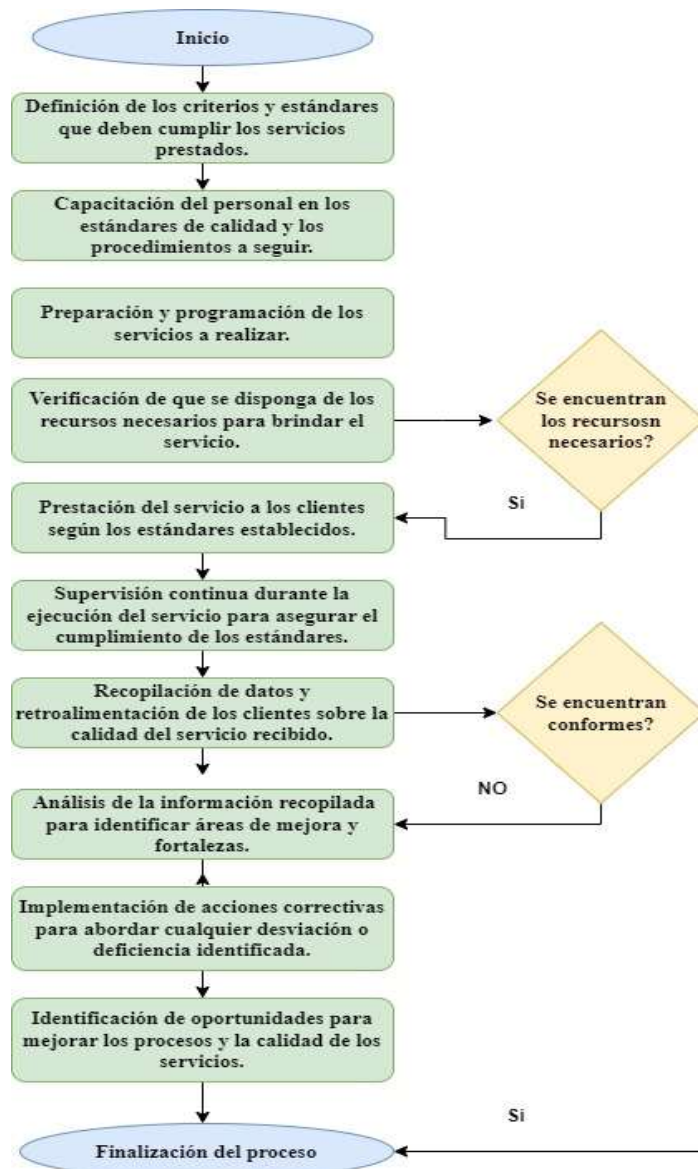 Inicio
Definición de los criterios y estándares
que deben cumplir los servicios
prestados.
Capacitación del personal en los
estándares de calidad y los
procedimientos a seguir.
Preparación y programación de los
servicios a realizar.
Verificación de que se disponga de los
recursos necesarios para brindar el
servicio.
Se encuentran
los recursosn
necesarios?
Si
Prestación del servicio a los clientes
según los estándares establecidos.
Supervisión continua durante la
ejecución del servicio para asegurar el
cumplimiento de los estándares.
Recopilación de datos y
retroalimentación de los clientes sobre la
calidad del servicio recibido.
Se encuentran
conformes?
NO
Análisis de la información recopilada
para identificar áreas de mejora y
fortalezas.
Implementación de acciones correctivas
para abordar cualquier desviación o
deficiencia identificada.
Identificación de oportunidades para
mejorar los procesos y la calidad de los
servicios.
Si
Finalización del proceso